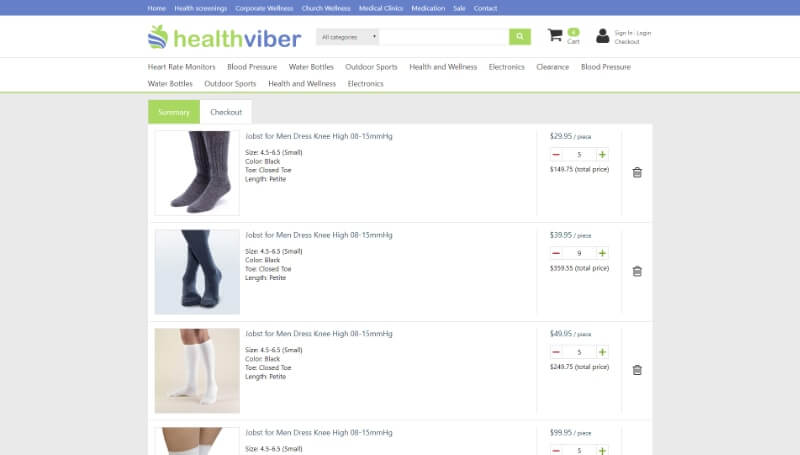 Home Health screenings Corporate Wellness Church Wellness Medical Clinics Medication Sale Contact
healthviber
All categories
Cart
Sign In : Login
Checkout
Heart Rate Monitors Blood Pressure Water Bottles Outdoor Sports Health and Wellness Electronics Clearance Blood Pressure
Water Bottles Outdoor Sports Health and Wellness Electronics
Summary Checkout
Jobst for Men Dress Knee High 08-15mmHg
Size: 4.5-6.5 (Small)
Color: Black
Toe: Closed Toe
Length: Petite
$29.95 / piece
5
$149.75 (total price)
Jobst for Men Dress Knee High 08-15mmHg
Size: 4.5-6.5 (Small)
Color: Black
Toe: Closed Toe
Length: Petite
$39.95 / piece
9
$359.55 (total price)
Jobst for Men Dress Knee High 08-15mmHg
Size: 4.5-6.5 (Small)
Color: Black
Toe: Closed Toe
Length: Petite
$49.95 / piece
5
$249.75 (total price)
Jobst for Men Dress Knee High 08-15mmHg
Size: 4.5-6.5 (Small)
$99.95 / piece
5